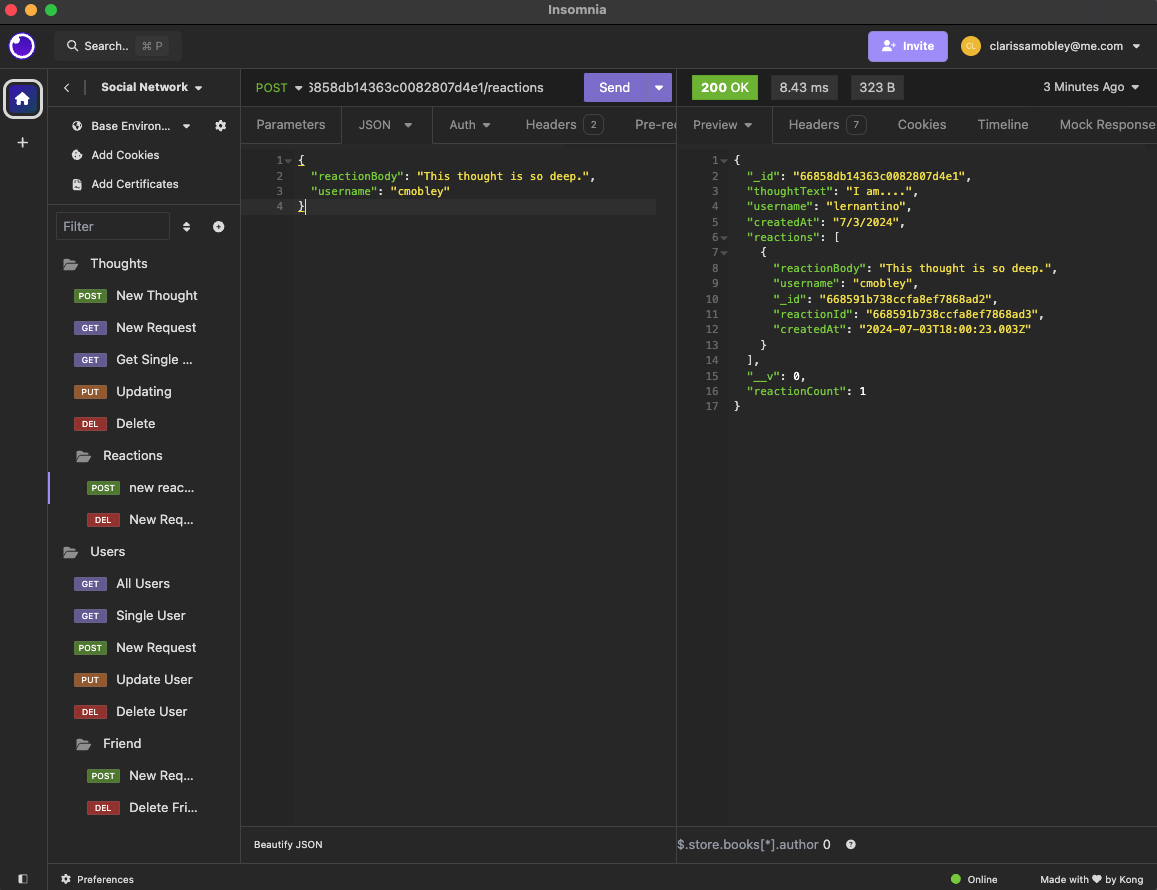 Insomnia
Search.. ⌘ P
Invite
CL clarissamobley@me.com
Social Network
Base Environ...
Add Cookies
Add Certificates
Filter
Thoughts
POST New Thought
GET New Request
GET Get Single ...
PUT Updating
DEL Delete
Reactions
POST new reac...
DEL New Req...
Users
GET All Users
GET Single User
POST New Request
PUT Update User
DEL Delete User
Friend
POST New Req...
DEL Delete Fri...
POST 6858db14363c0082807d4e1/reactions Send
Parameters JSON Auth Headers 2 Pre-req
1 {
2 "reactionBody": "This thought is so deep.",
3 "username": "cmobley"
4 }
Beautify JSON
200 OK 8.43 ms 323 B 3 Minutes Ago
Preview Headers 7 Cookies Timeline Mock Response
1 {
2 "_id": "66858db14363c0082807d4e1",
3 "thoughtText": "I am....",
4 "username": "lernantino",
5 "createdAt": "7/3/2024",
6 "reactions": [
7 {
8 "reactionBody": "This thought is so deep.",
9 "username": "cmobley",
10 "_id": "668591b738ccfa8ef7868ad2",
11 "reactionId": "668591b738ccfa8ef7868ad3",
12 "createdAt": "2024-07-03T18:00:23.003Z"
13 }
14 ],
15 "__v": 0,
16 "reactionCount": 1
17 }
$.store.books[*].author 0
Preferences
Online Made with ♥ by Kong